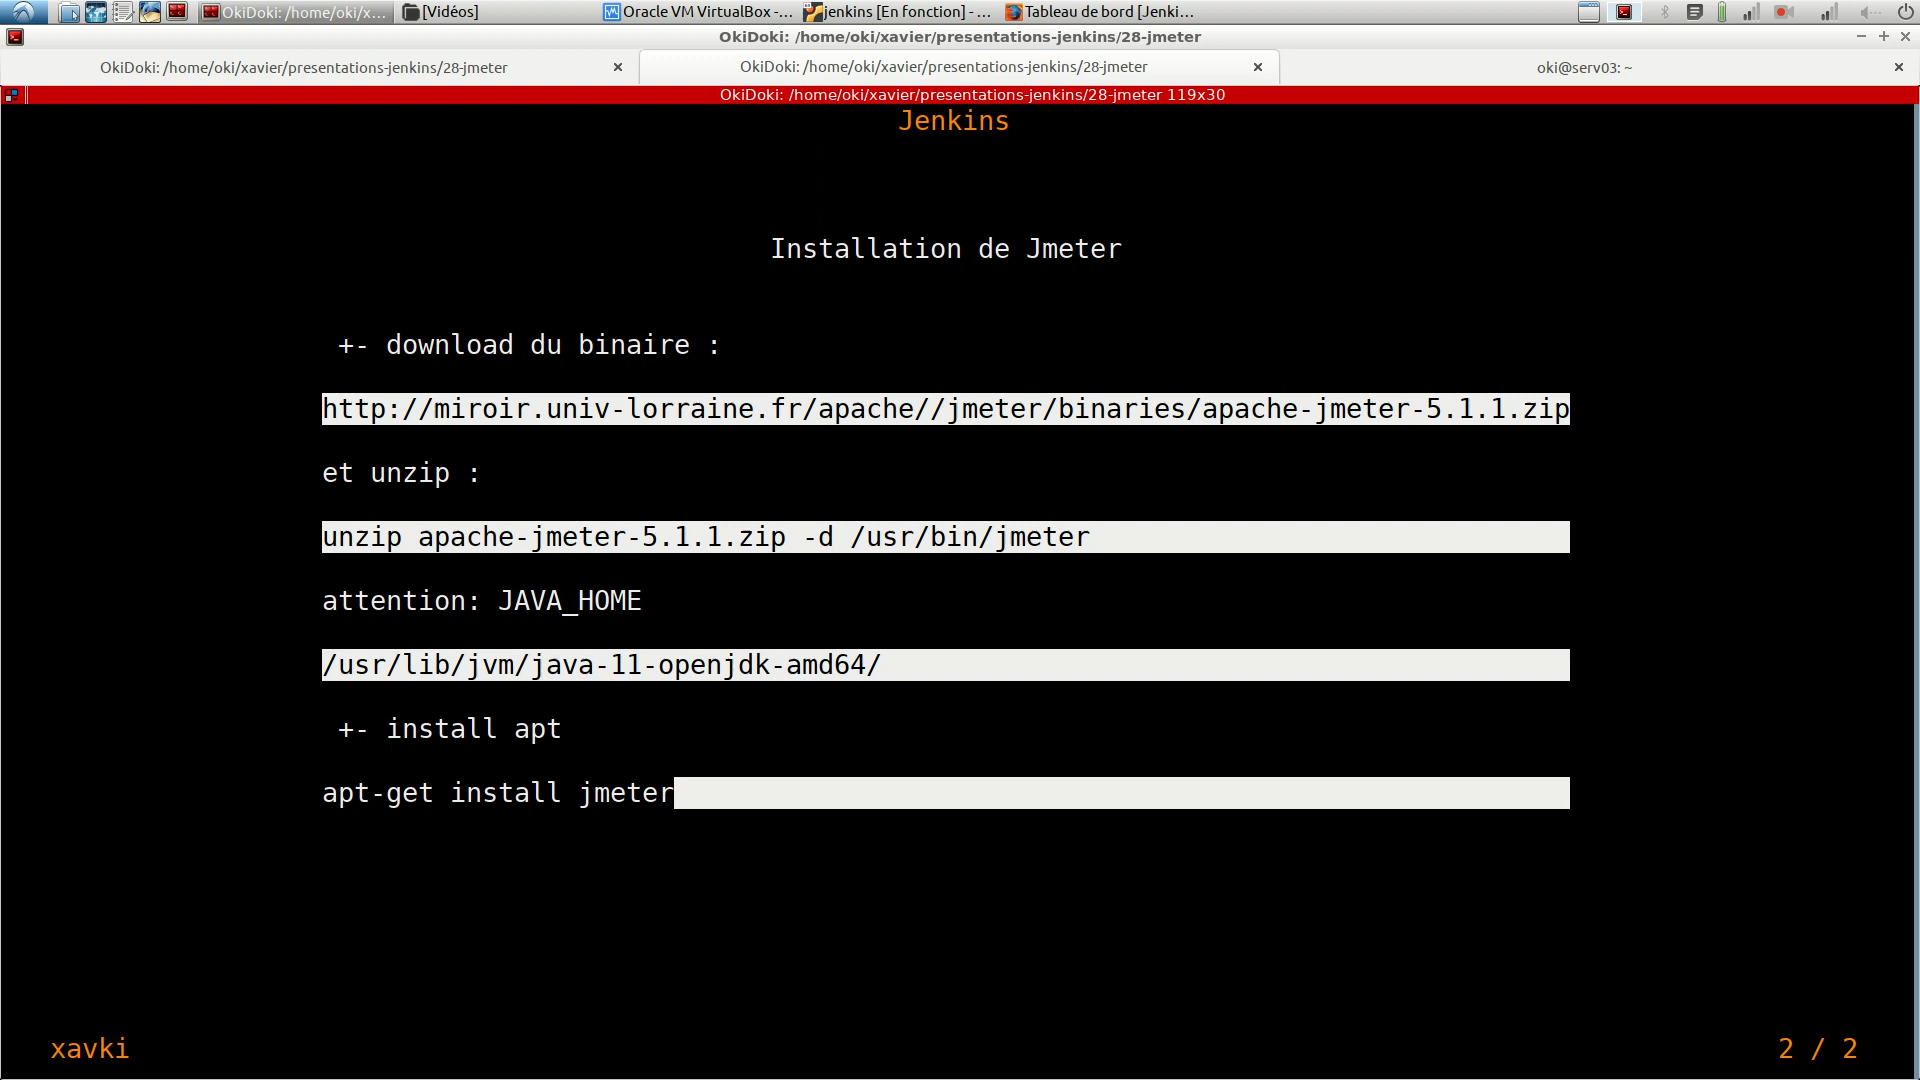 OkiDoki: /home/oki/x...
[Vidéos]
Oracle VM VirtualBox -...
jenkins [En fonction] - ...
Tableau de bord [Jenki...
OkiDoki: /home/oki/xavier/presentations-jenkins/28-jmeter
OkiDoki: /home/oki/xavier/presentations-jenkins/28-jmeter
OkiDoki: /home/oki/xavier/presentations-jenkins/28-jmeter
oki@serv03: ~
OkiDoki: /home/oki/xavier/presentations-jenkins/28-jmeter 119x30
Jenkins
Installation de Jmeter
+- download du binaire :
http://miroir.univ-lorraine.fr/apache//jmeter/binaries/apache-jmeter-5.1.1.zip
et unzip :
unzip apache-jmeter-5.1.1.zip -d /usr/bin/jmeter
attention: JAVA_HOME
/usr/lib/jvm/java-11-openjdk-amd64/
+- install apt
apt-get install jmeter
xavki
2 / 2